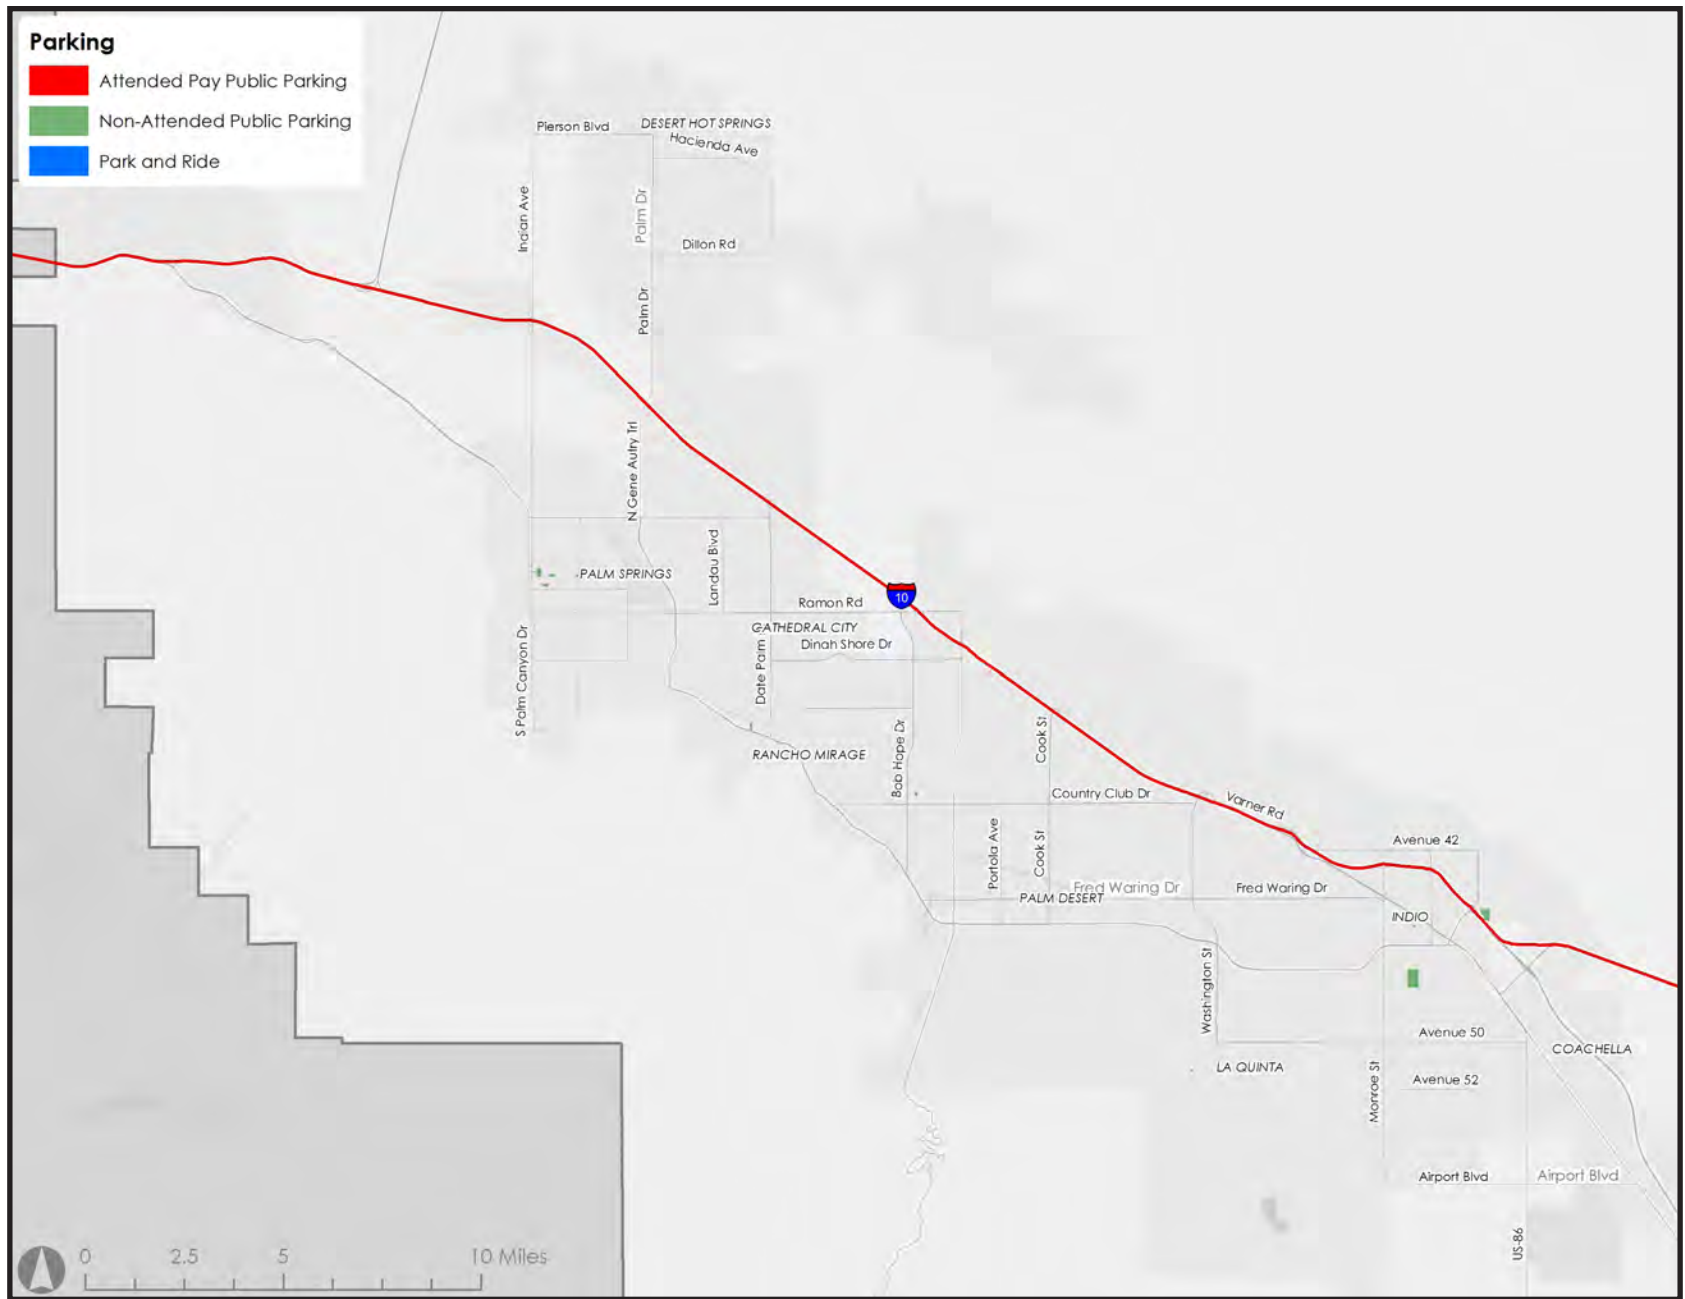 Parking
Attended Pay Public Parking
Non-Attended Public Parking
Park and Ride
Pierson Blvd
DESERT HOT SPRINGS
Hacienda Ave
Indian Ave
Palm Dr
Dillon Rd
Palm Dr
N Gene Autry Trl
Landau Blvd
PALM SPRINGS
10
Ramon Rd
CATHEDRAL CITY
Dinah Shore Dr
S Palm Canyon Dr
Date Palm
RANCHO MIRAGE
Bob Hope Dr
Cook St
Country Club Dr
Varner Rd
Avenue 42
Portola Ave
Cook St
Fred Waring Dr
Fred Waring Dr
PALM DESERT
INDIO
Washington St
Avenue 50
COACHELLA
LA QUINTA
Avenue 52
Monroe St
Airport Blvd
Airport Blvd
US-86
0 2.5 5 10 Miles